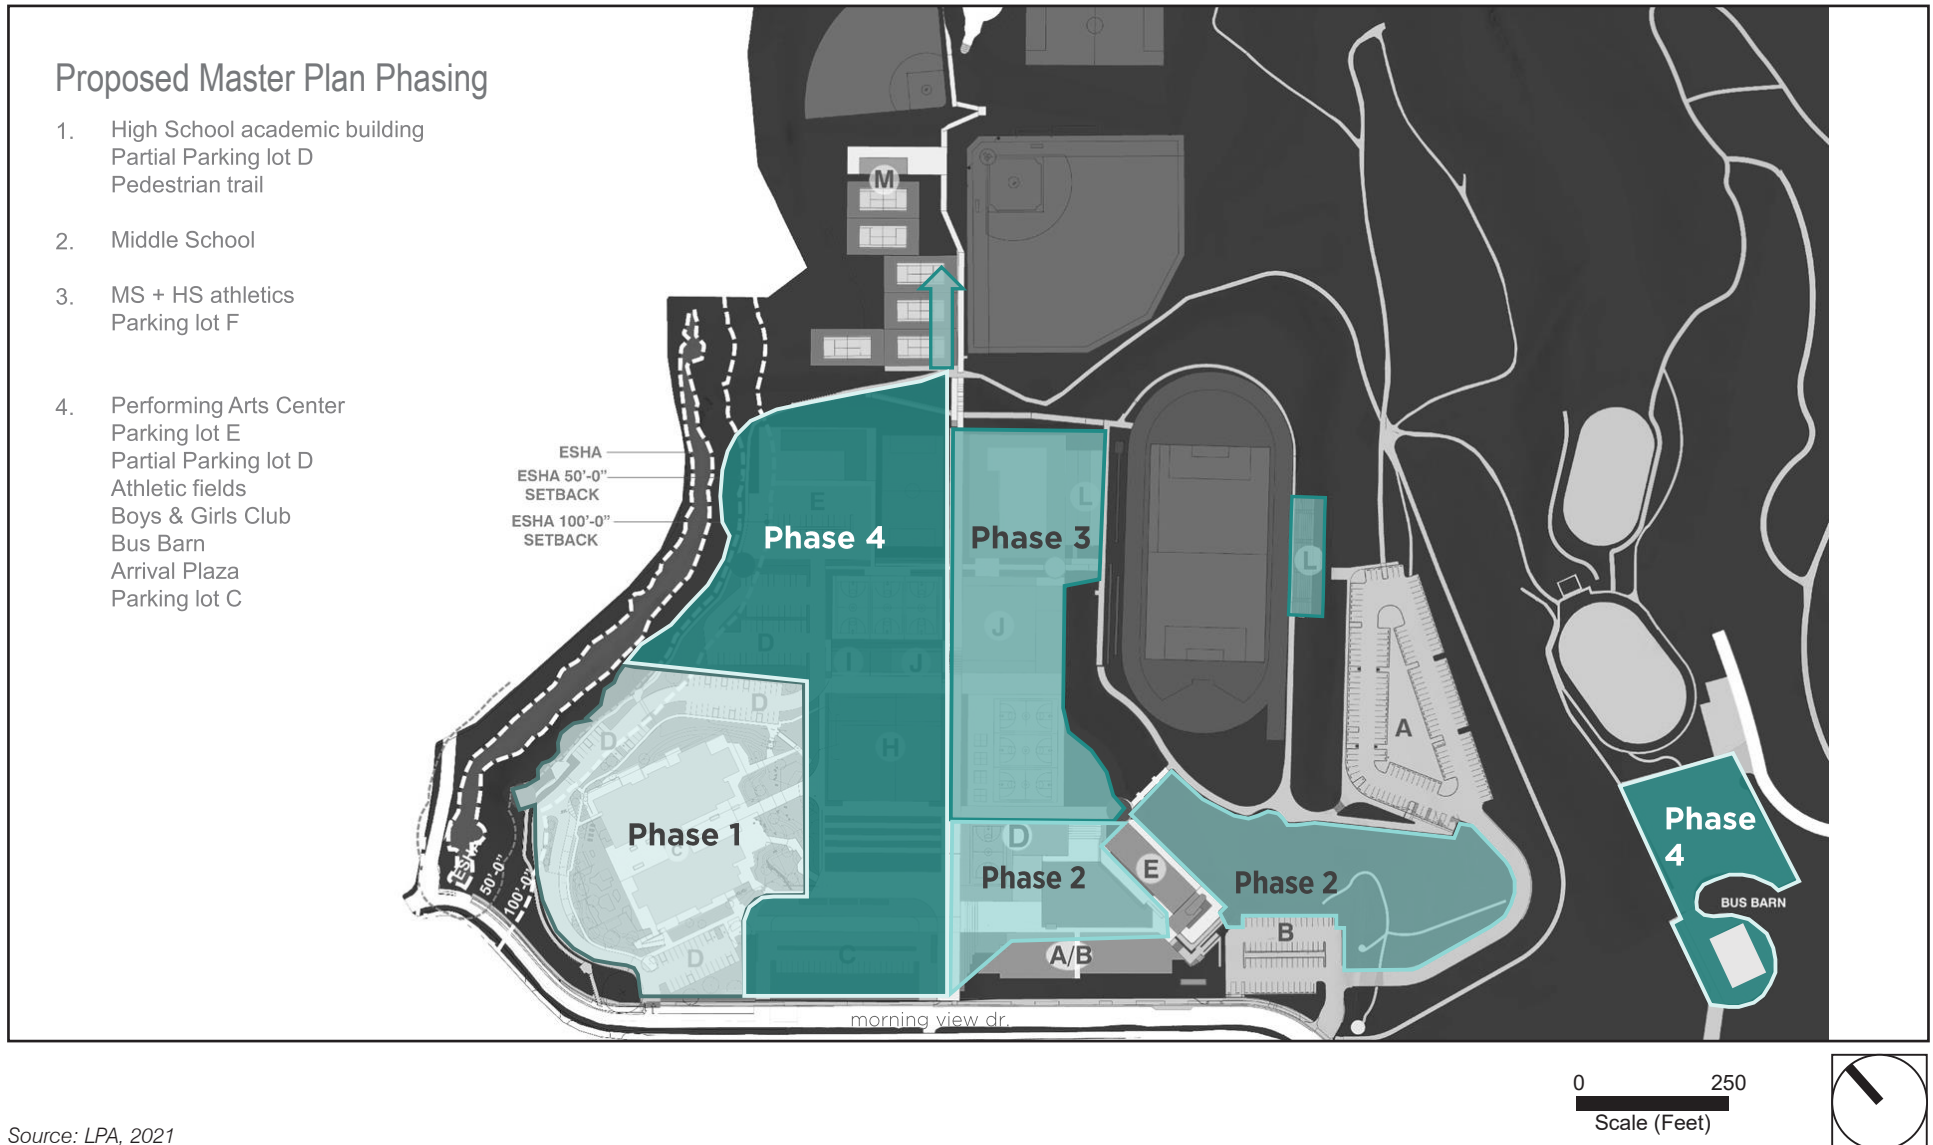 Proposed Master Plan Phasing
1. High School academic building
Partial Parking lot D
Pedestrian trail
2. Middle School
3. MS + HS athletics
Parking lot F
4. Performing Arts Center
Parking lot E
Partial Parking lot D
Athletic fields
Boys & Girls Club
Bus Barn
Arrival Plaza
Parking lot C
M
ESHA
ESHA 50'-0"
SETBACK
ESHA 100'-0"
SETBACK
E
L
Phase 4
Phase 3
L
D
I
J
J
D
D
H
A
Phase 1
C
D
Phase 2
E
Phase 2
Phase
4
BUS BARN
ESHA
50'-0"
100'-0"
D
C
A/B
B
morning view dr.
0 250
Scale (Feet)
Source: LPA, 2021